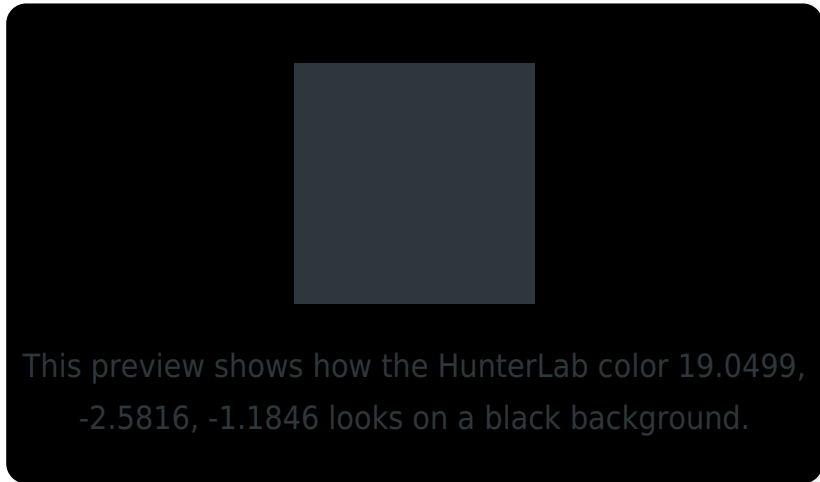 This preview shows how the HunterLab color 19.0499,
-2.5816, -1.1846 looks on a black background.